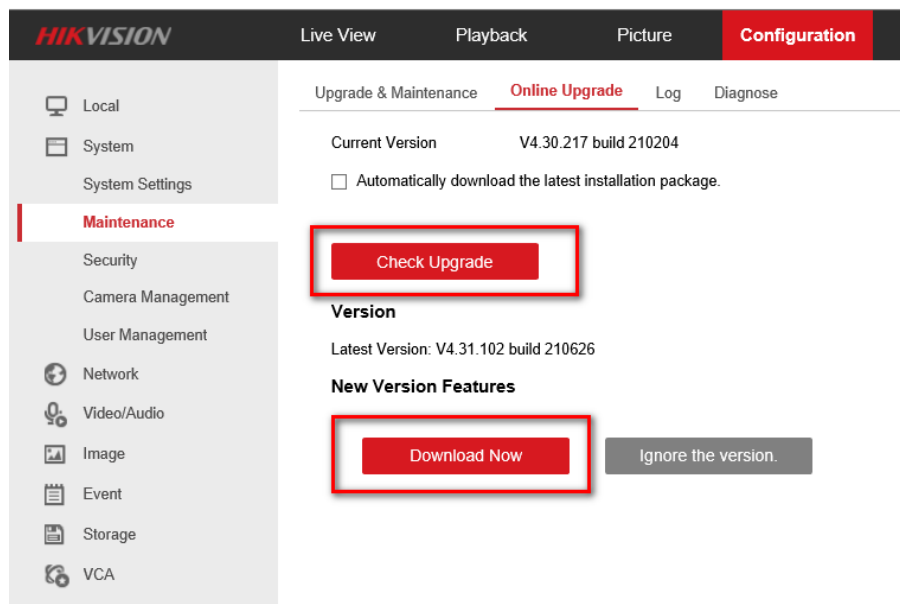 HIKVISION
Live View Playback Picture Configuration
Upgrade & Maintenance Online Upgrade Log Diagnose
Local
System
System Settings
Maintenance
Security
Camera Management
User Management
Network
Video/Audio
Image
Event
Storage
VCA
Current Version V4.30.217 build 210204
Automatically download the latest installation package.
Check Upgrade
Version
Latest Version: V4.31.102 build 210626
New Version Features
Download Now Ignore the version.